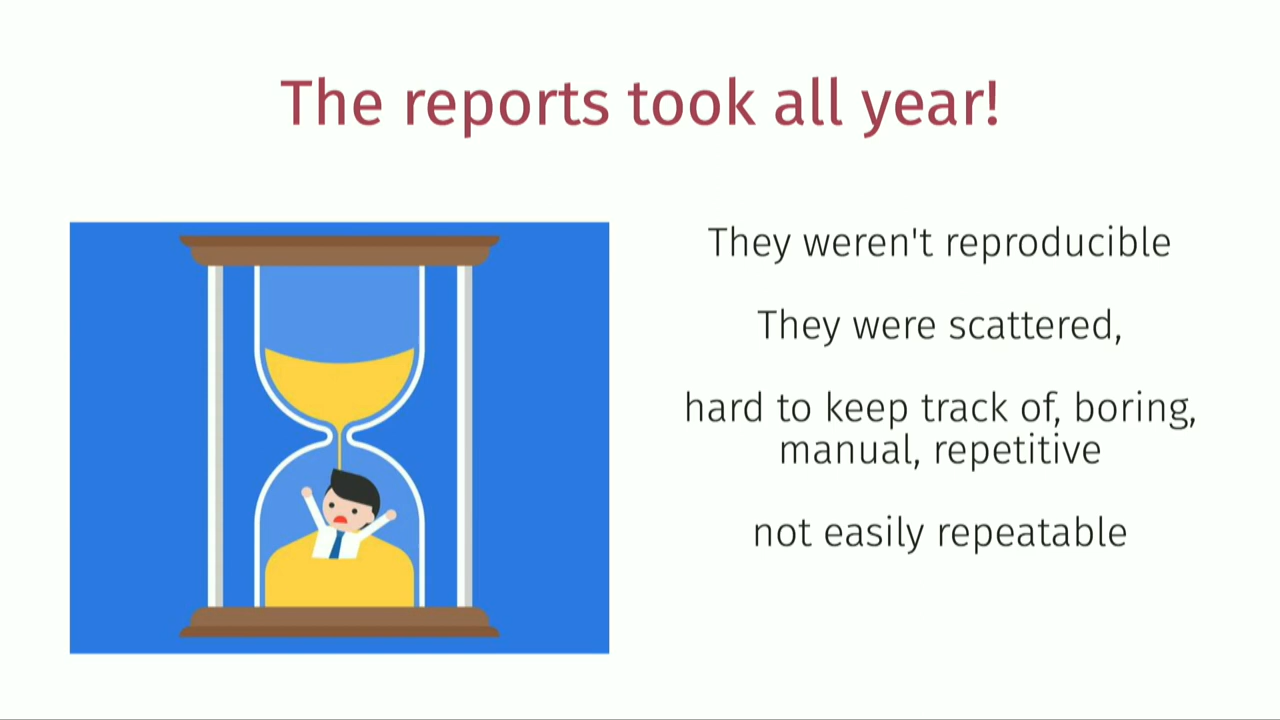 The reports took all year!
They weren't reproducible
They were scattered,
hard to keep track of, boring,
manual, repetitive
not easily repeatable